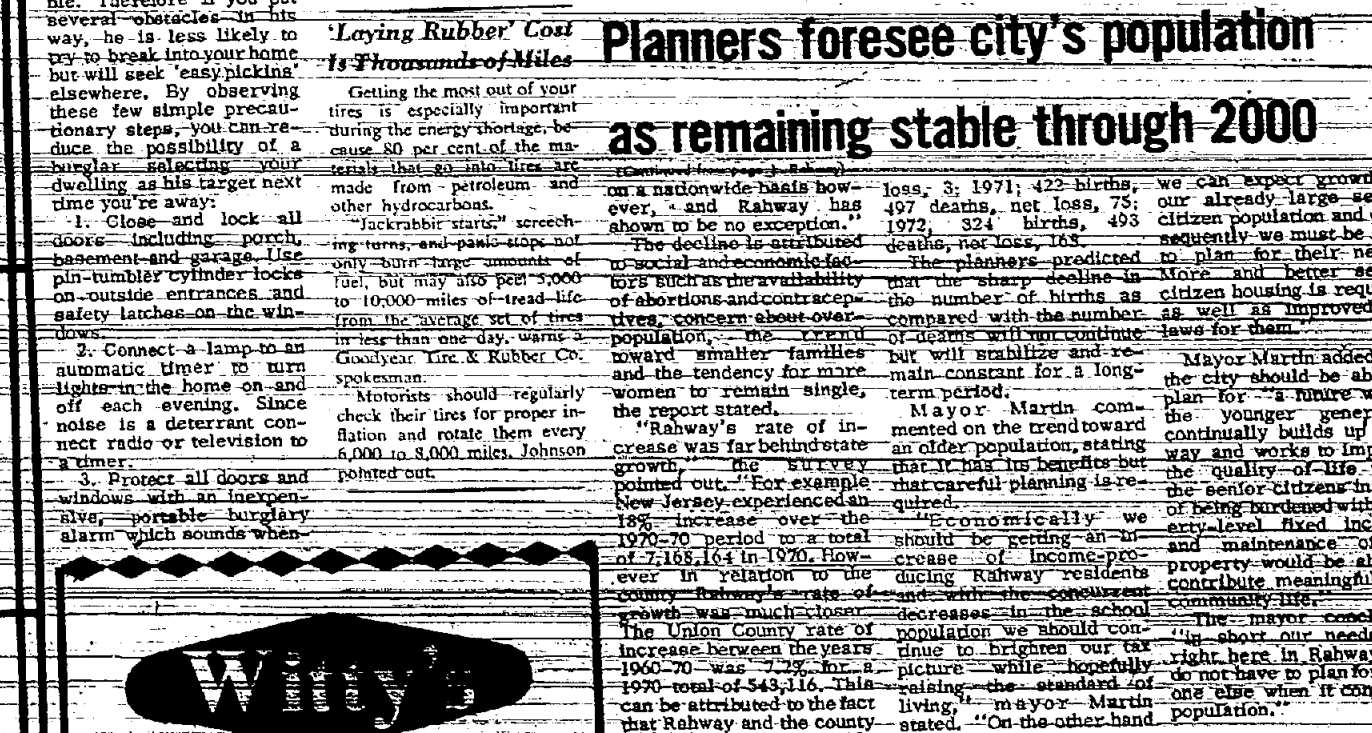 several obstacles in his
way, he is less likely to
try to break into your home
but will seek 'easy pickins'
elsewhere. By observing
these few simple precau-
tionary steps, you can re-
duce the possibility of a
burglar selecting your
dwelling as his target next
time you're away:
1. Close and lock all
doors including porch,
basement and garage. Use
pin-tumbler cylinder locks
on outside entrances and
safety latches on the win-
dows.
2. Connect a lamp to an
automatic timer to turn
lights in the home on and
off each evening. Since
noise is a deterrant con-
nect radio or television to
a timer.
3. Protect all doors and
windows with an inexpen-
sive, portable burglary
alarm which sounds when-
'Laying Rubber' Cost
Is Thousands of Miles
Getting the most out of your
tires is especially important
during the energy shortage, be-
cause 80 per cent of the ma-
terials that go into tires are
made from petroleum and
other hydrocarbons.
"Jackrabbit starts," screech-
ing turns, and panic stops not
only burn large amounts of
fuel, but may also peel 5,000
to 10,000 miles of tread life
from the average set of tires
in less than one day, warns a
Goodyear Tire & Rubber Co.
spokesman.
Motorists should regularly
check their tires for proper in-
flation and rotate them every
6,000 to 8,000 miles, Johnson
pointed out.
Witty's
Planners foresee city's population
as remaining stable through 2000
(Continued from page 1, Rahway)
on a nationwide basis how-
ever, "and Rahway has
shown to be no exception."
The decline is attributed
to social and economic fac-
tors such as the availability
of abortions and contracep-
tives, concern about over-
population, the trend
toward smaller families
and the tendency for more
women to remain single,
the report stated.
"Rahway's rate of in-
crease was far behind state
growth," the survey
pointed out. "For example
New Jersey experienced an
18% increase over the
1970-70 period to a total
of 7,168,164 in 1970. How-
ever in relation to the
county Rahway's rate of
growth was much closer.
The Union County rate of
increase between the years
1960-70 was 7.7% for a
1970 total of 543,116. This
can be attributed to the fact
that Rahway and the county
loss, 3; 1971; 422 births,
497 deaths, net loss, 75;
1972, 324 births, 493
deaths, net loss, 168.
The planners predicted
that the sharp decline in
the number of births as
compared with the number
of deaths will not continue
but will stabilize and re-
main constant for a long-
term period.
Mayor Martin com-
mented on the trend toward
an older population, stating
that it has its benefits but
that careful planning is re-
quired.
"Economically we
should be getting an in-
crease of income-pro-
ducing Rahway residents
and with the concurrent
decreases in the school
population we should con-
tinue to brighten our tax
picture while hopefully
raising the standard of
living," mayor Martin
stated. "On the other hand
we can expect growth
our already large se
citizen population and
sequently we must be
to plan for their ne
More and better se
citizen housing is requ
as well as improved
laws for them."
Mayor Martin added
the city should be ab
plan for "a future w
the younger gener
continually builds up
way and works to imp
the quality of life
the senior citizens in
of being burdened with
erty-level fixed inc
and maintenance of
property would be ab
contribute meaningful
community life."
The mayor concl
"in short our need
right here in Rahway
do not have to plan for
one else when it con
population."